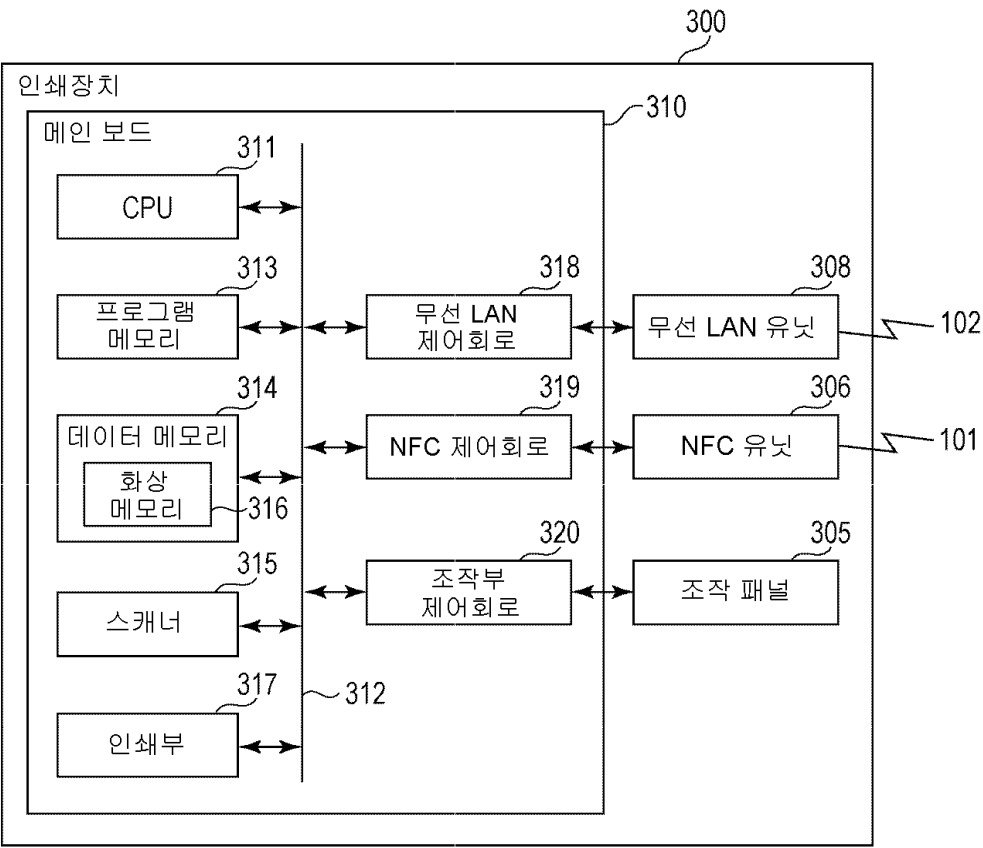 300
인쇄장치
310
메인 보드
311
CPU
313
프로그램
메모리
318
무선 LAN
제어회로
308
무선 LAN 유닛
102
314
데이터 메모리
화상
메모리
316
319
NFC 제어회로
306
NFC 유닛
101
315
스캐너
320
조작부
제어회로
305
조작 패널
317
인쇄부
312